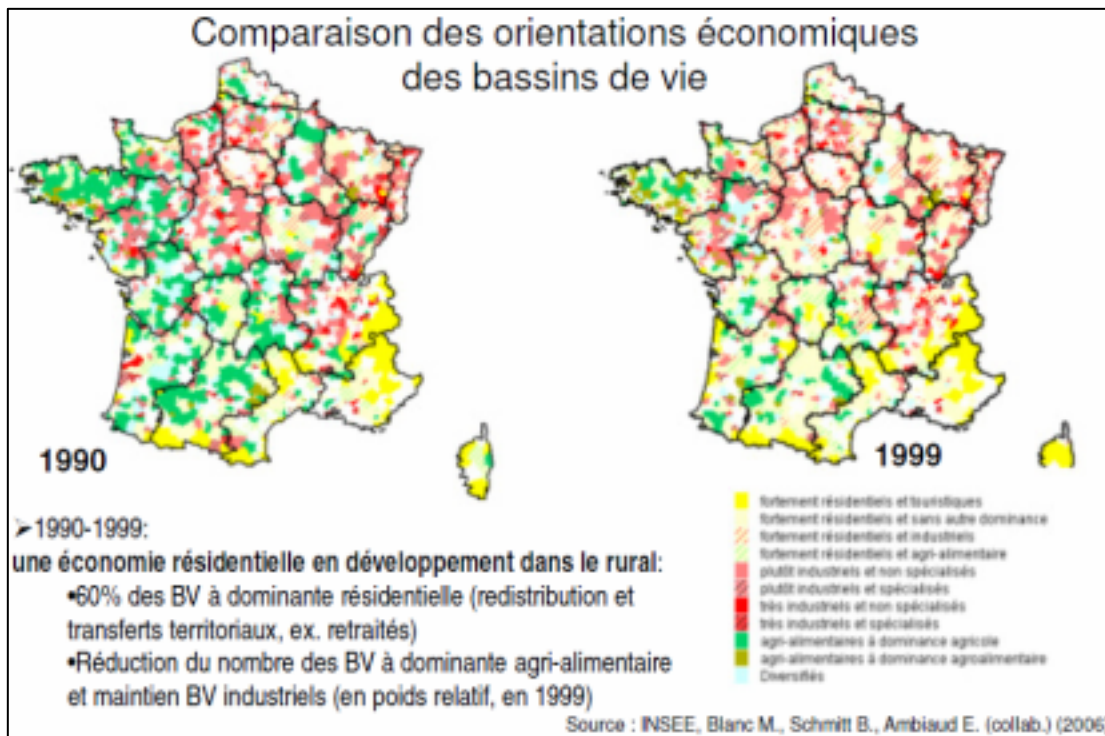 Comparaison des orientations économiques
des bassins de vie
1990
1999
➢1990-1999:
une économie résidentielle en développement dans le rural:
•60% des BV à dominante résidentielle (redistribution et
transferts territoriaux, ex. retraités)
•Réduction du nombre des BV à dominante agri-alimentaire
et maintien BV industriels (en poids relatif, en 1999)
fortement résidentiels et touristiques
fortement résidentiels et sans autre dominance
fortement résidentiels et industriels
fortement résidentiels et agri-alimentaire
plutôt industriels et non spécialisés
plutôt industriels et spécialisés
très industriels et non spécialisés
très industriels et spécialisés
agri-alimentaires à dominance agricole
agri-alimentaires à dominance agroalimentaire
Diversifiés
Source : INSEE, Blanc M., Schmitt B., Ambiaud E. (collab.) (2006)